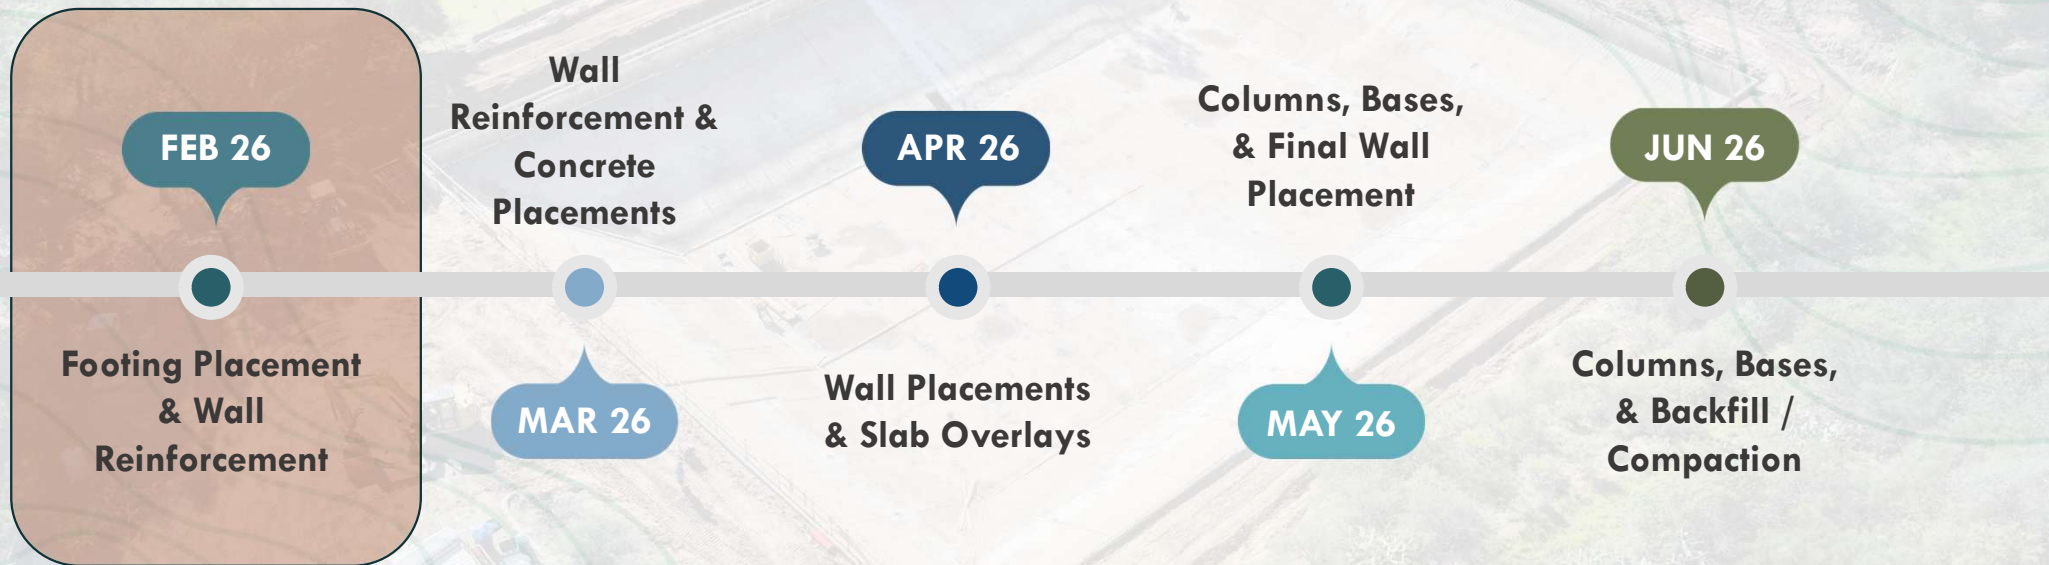 FEB 26
Footing Placement
& Wall
Reinforcement
Wall
Reinforcement &
Concrete
Placements
MAR 26
APR 26
Wall Placements
& Slab Overlays
Columns, Bases,
& Final Wall
Placement
MAY 26
JUN 26
Columns, Bases,
& Backfill /
Compaction